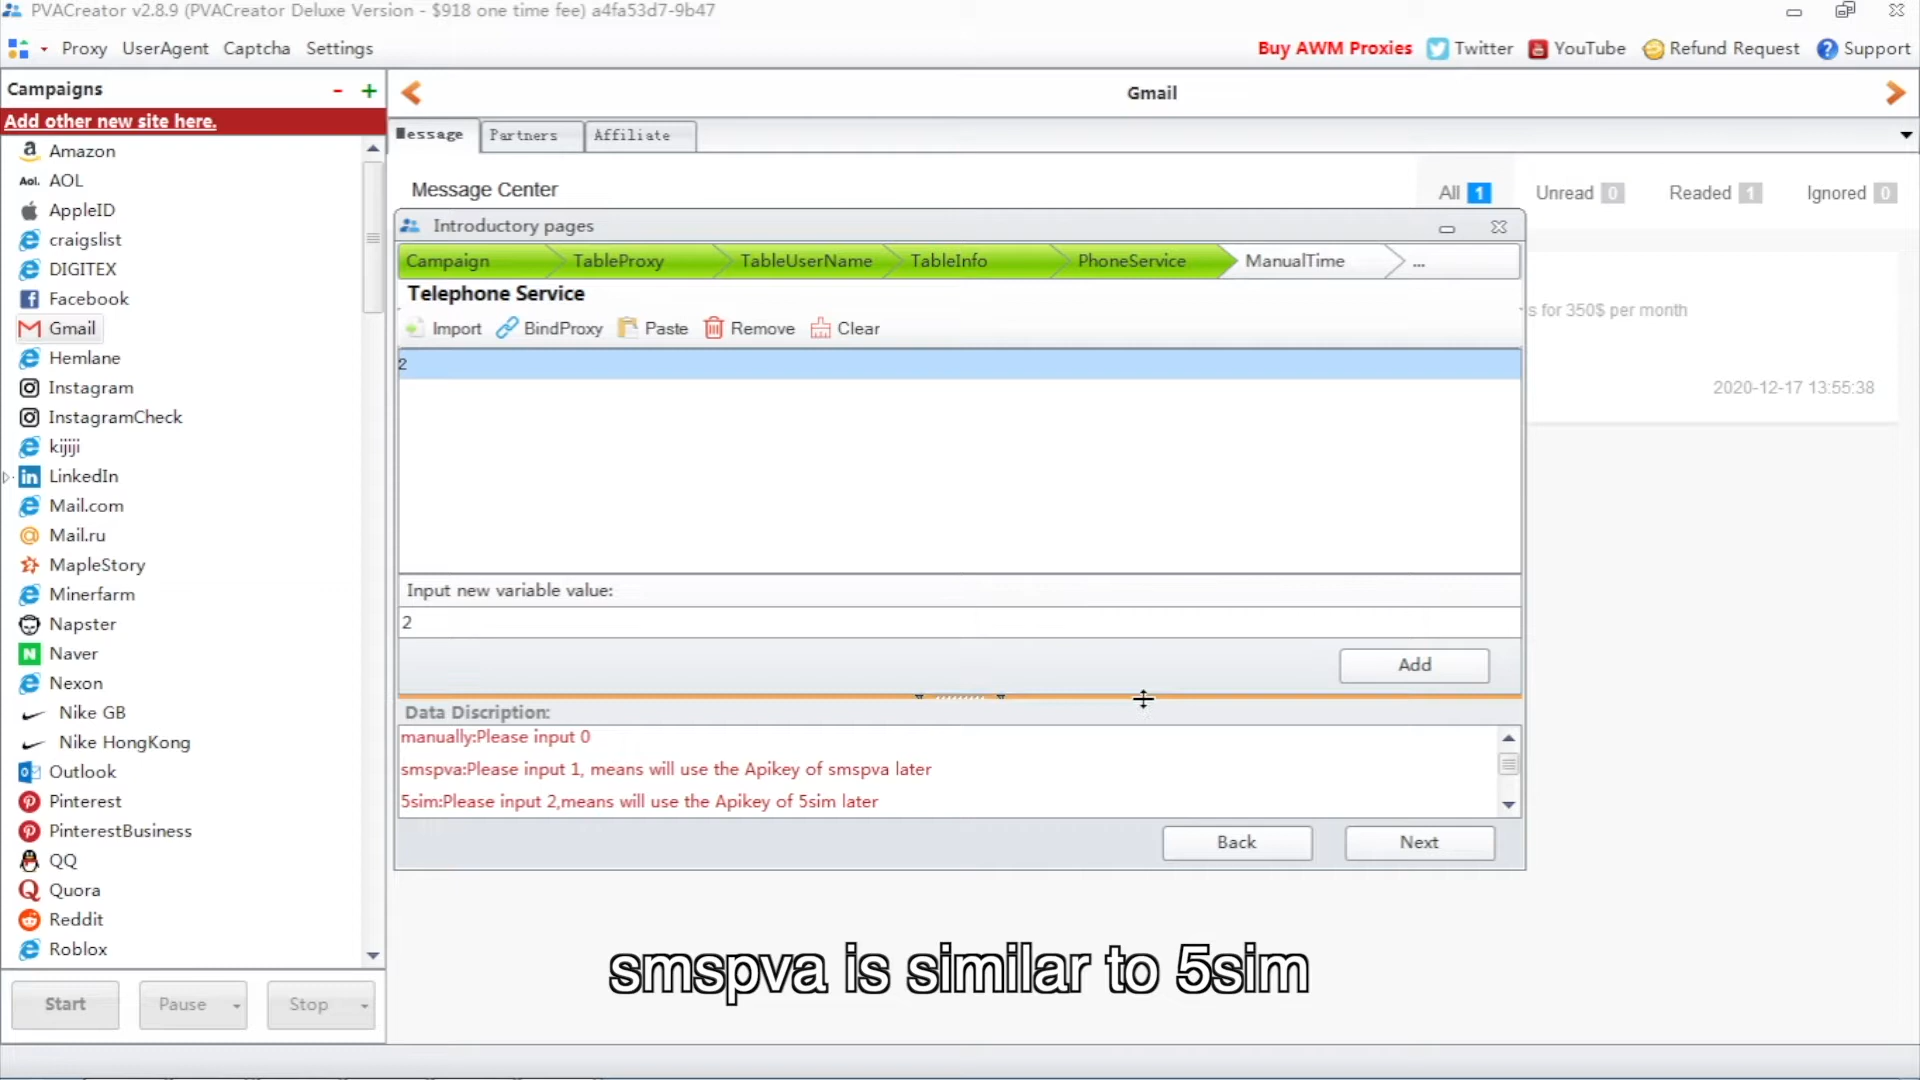 PVACreator v2.8.9 (PVACreator Deluxe Version - $918 one time fee) a4fa53d7-9b47
Proxy UserAgent Captcha Settings
Buy AWM Proxies Twitter YouTube Refund Request Support
Campaigns - +
Gmail
Add other new site here.
Message Partners Affiliate
Amazon
AOL
AppleID
craigslist
DIGITEX
Facebook
Gmail
Hemlane
Instagram
InstagramCheck
kijiji
LinkedIn
Mail.com
Mail.ru
MapleStory
Minerfarm
Napster
Naver
Nexon
Nike GB
Nike HongKong
Outlook
Pinterest
PinterestBusiness
QQ
Quora
Reddit
Roblox
Start Pause Stop
Message Center
All 1 Unread 0 Readed 1 Ignored 0
Introductory pages
Campaign TableProxy TableUserName TableInfo PhoneService ManualTime ...
Telephone Service
Import BindProxy Paste Remove Clear
s for 350$ per month
2020-12-17 13:55:38
2
Input new variable value:
2
Add
Data Discription:
manually:Please input 0
smspva:Please input 1, means will use the Apikey of smspva later
5sim:Please input 2,means will use the Apikey of 5sim later
Back Next
smspva is similar to 5sim